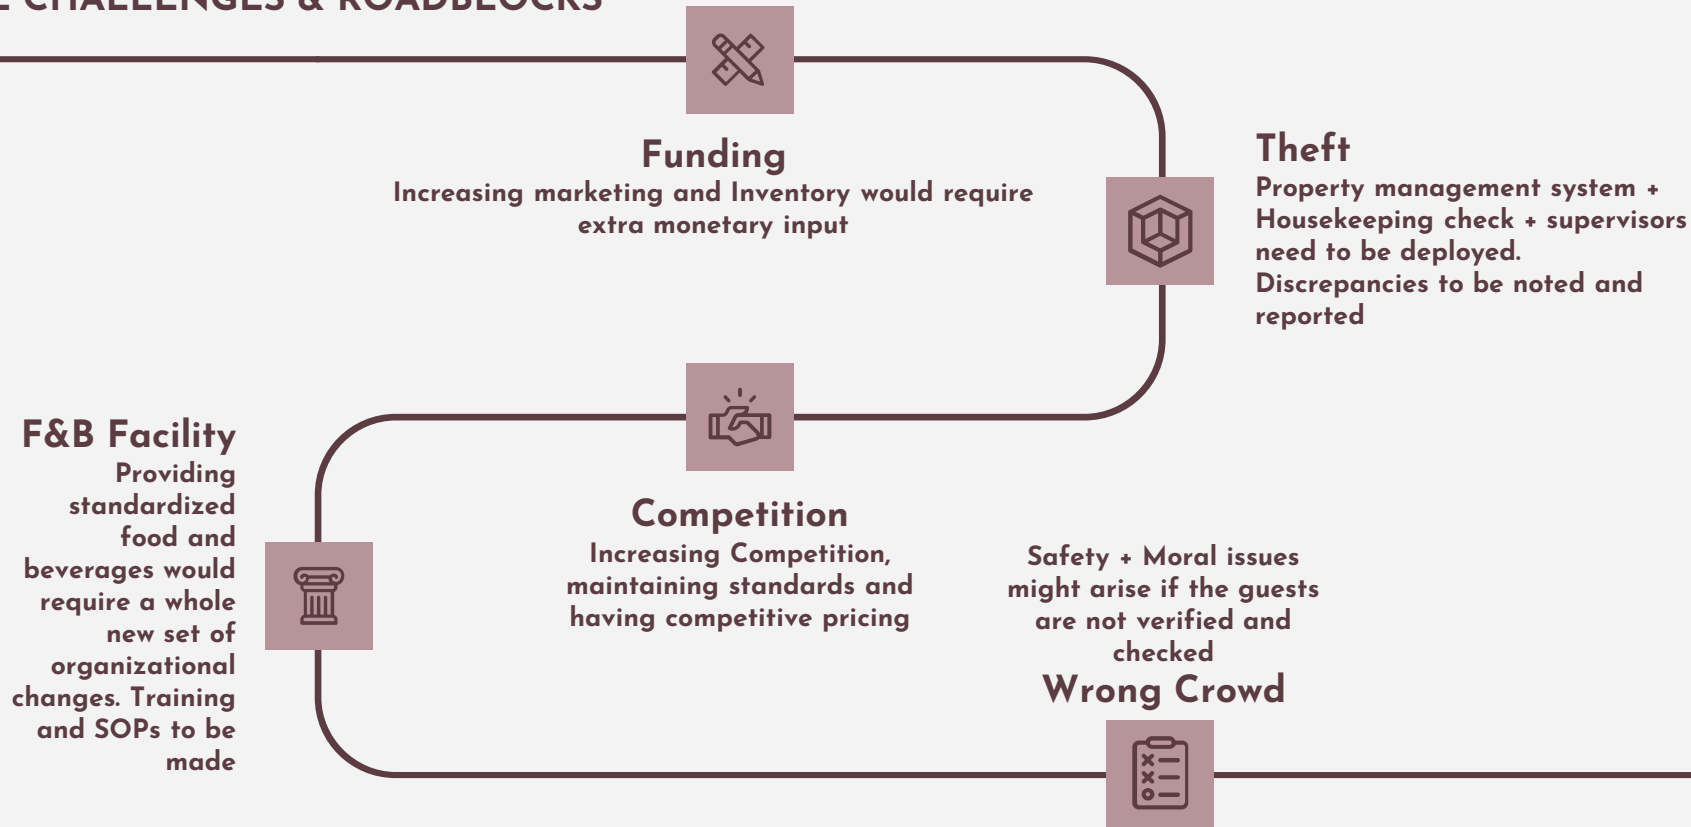 CHALLENGES & ROADBLOCKS
Funding
Increasing marketing and Inventory would require
extra monetary input
Theft
Property management system +
Housekeeping check + supervisors
need to be deployed.
Discrepancies to be noted and
reported
Competition
Increasing Competition,
maintaining standards and
having competitive pricing
F&B Facility
Providing
standardized
food and
beverages would
require a whole
new set of
organizational
changes. Training
and SOPs to be
made
Safety + Moral issues
might arise if the guests
are not verified and
checked
Wrong Crowd